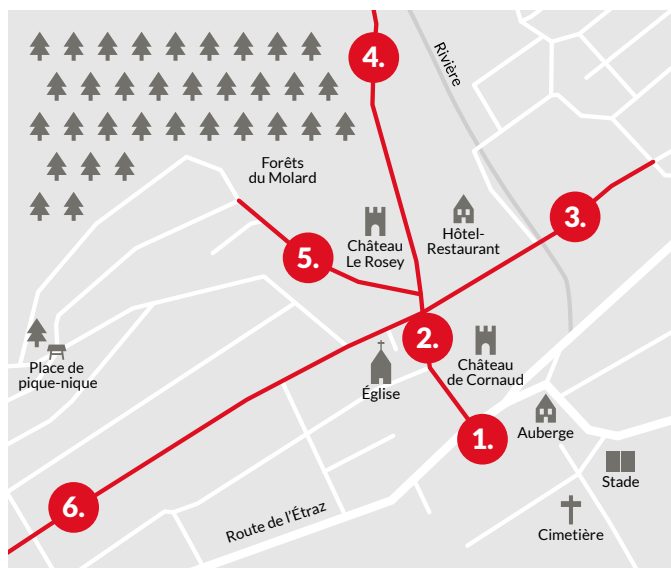 4.
Rivière
Forêts
du Molard
3.
Château
Le Rosey
Hôtel-
Restaurant
5.
2.
Place de
pique-nique
Église
Château
de Cornaud
1.
Auberge
Stade
6.
Route de l'Étraz
Cimetière